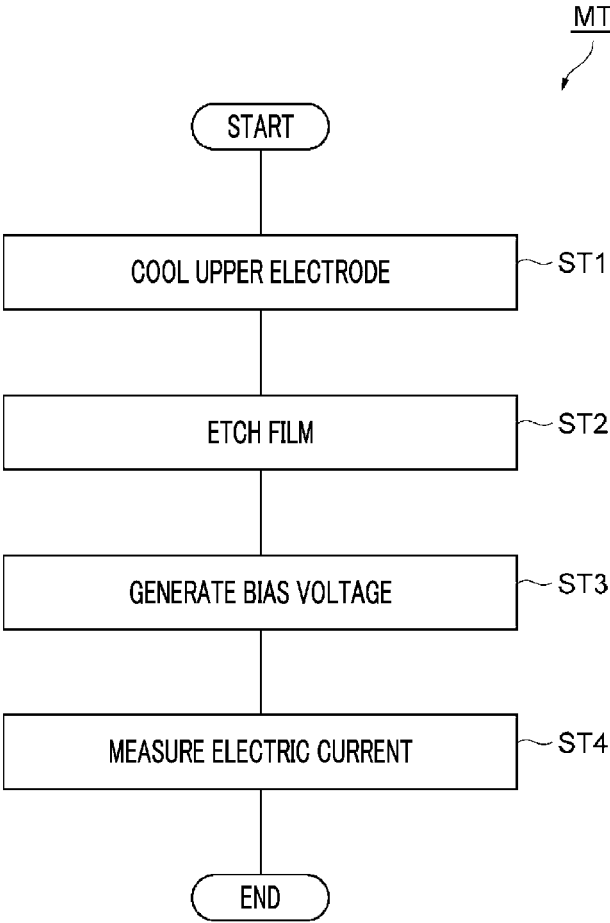 MT
START
COOL UPPER ELECTRODE
ST1
ETCH FILM
ST2
GENERATE BIAS VOLTAGE
ST3
MEASURE ELECTRIC CURRENT
ST4
END